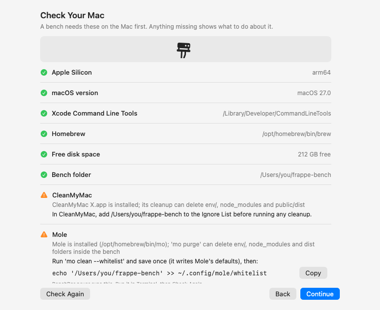 Check Your Mac
A bench needs these on the Mac first. Anything missing shows what to do about it.
Apple Silicon arm64
macOS version macOS 27.0
Xcode Command Line Tools /Library/Developer/CommandLineTools
Homebrew /opt/homebrew/bin/brew
Free disk space 212 GB free
Bench folder /Users/you/frappe-bench
CleanMyMac
CleanMyMac X.app is installed; its cleanup can delete env/, node_modules and public/dist
In CleanMyMac, add /Users/you/frappe-bench to the Ignore List before running any cleanup.
Mole
Mole is installed (/opt/homebrew/bin/mo); 'mo purge' can delete env/, node_modules and dist
folders inside the bench
Run 'mo clean --whitelist' and save once (it writes Mole's defaults), then:
echo '/Users/you/frappe-bench' >> ~/.config/mole/whitelist Copy
Check Again Back Continue